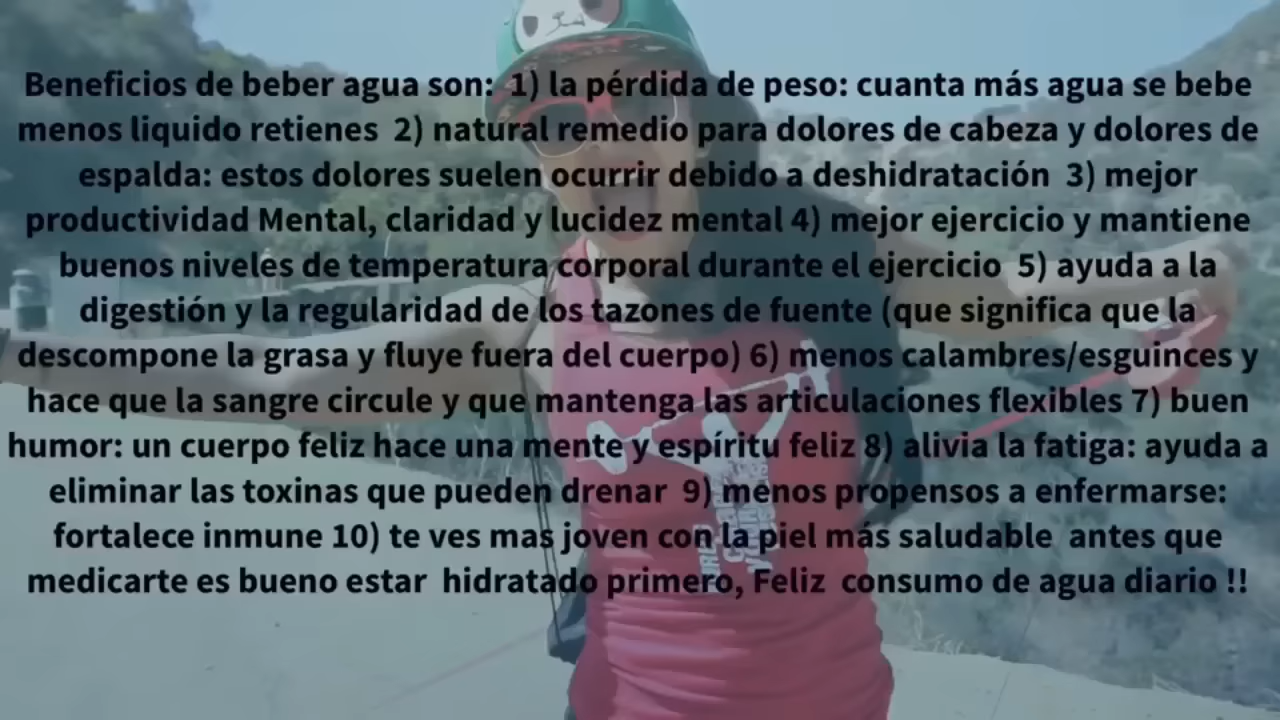 Beneficios de beber agua son: 1) la pérdida de peso: cuanta más agua se bebe
menos liquido retienes 2) natural remedio para dolores de cabeza y dolores de
espalda: estos dolores suelen ocurrir debido a deshidratación 3) mejor
productividad Mental, claridad y lucidez mental 4) mejor ejercicio y mantiene
buenos niveles de temperatura corporal durante el ejercicio 5) ayuda a la
digestión y la regularidad de los tazones de fuente (que significa que la
descompone la grasa y fluye fuera del cuerpo) 6) menos calambres/esguinces y
hace que la sangre circule y que mantenga las articulaciones flexibles 7) buen
humor: un cuerpo feliz hace una mente y espíritu feliz 8) alivia la fatiga: ayuda a
eliminar las toxinas que pueden drenar 9) menos propensos a enfermarse:
fortalece inmune 10) te ves mas joven con la piel más saludable antes que
medicarte es bueno estar hidratado primero, Feliz consumo de agua diario !!